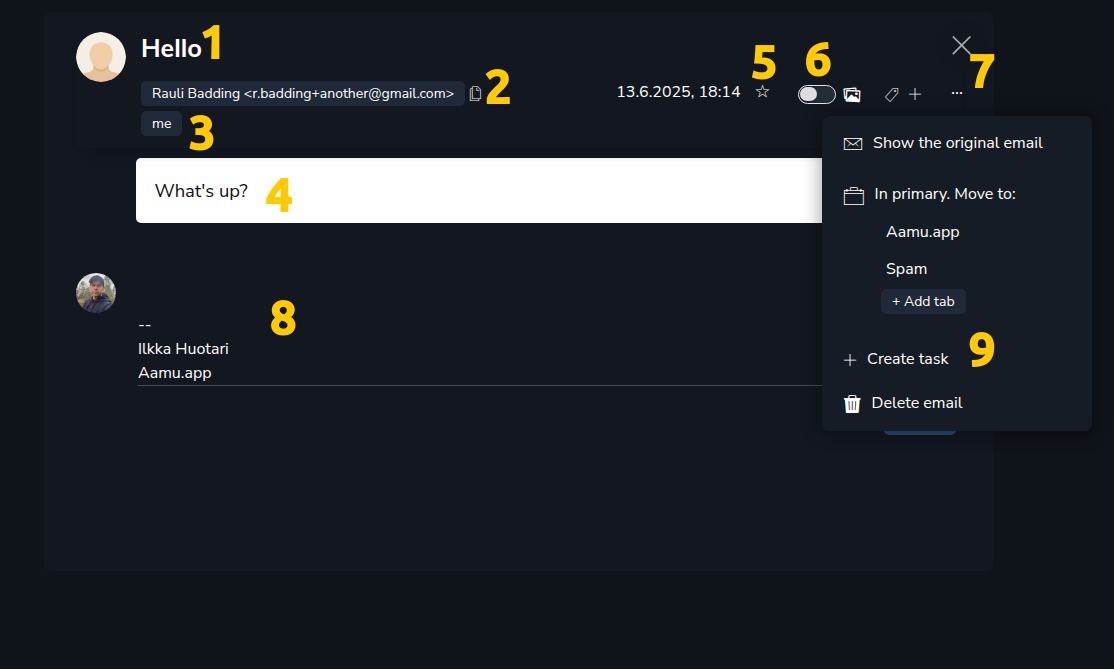 Hello 1
Rauli Badding <r.badding+another@gmail.com> 2
13.6.2025, 18:14 5 6 7
me 3
What's up? 4
Show the original email
In primary. Move to:
Aamu.app
Spam
+ Add tab
Create task 9
Delete email
8
--
Ilkka Huotari
Aamu.app